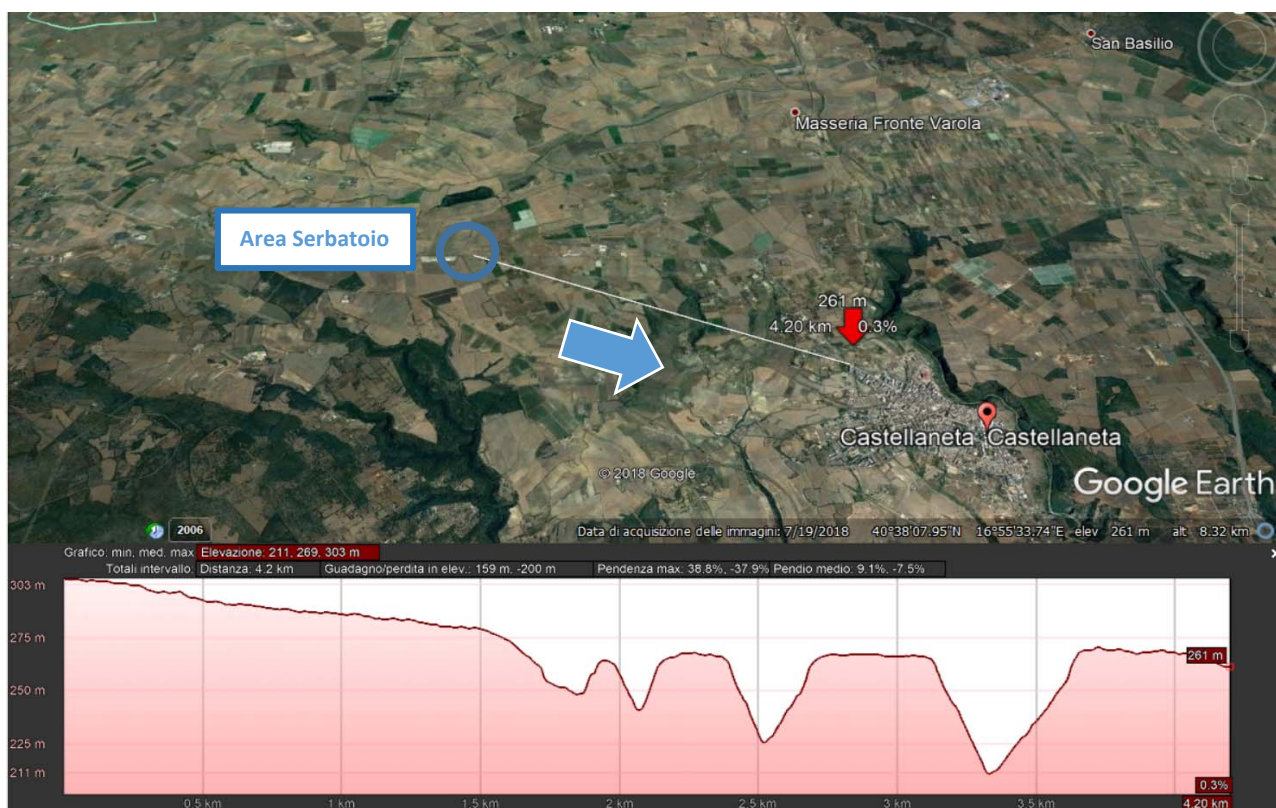 San Basilio
Masseria Fronte Varola
Area Serbatoio
261 m
4.20 km 0.3%
Castellaneta Castellaneta
© 2018 Google
Google Earth
2006
Data di acquisizione delle immagini: 7/19/2018 40°38'07.95"N 16°55'33.74"E elev 261 m alt 8.32 km
Grafico: min, med, max Elevazione: 211, 269, 303 m
Totali intervallo: Distanza: 4.2 km Guadagno/perdita in elev.: 159 m, -200 m Pendenza max: 38.8%, -37.9% Pendio medio: 9.1%, -7.5%
303 m
275 m
261 m
250 m
225 m
211 m
0.3%
0.5 km 1 km 1.5 km 2 km 2.5 km 3 km 3.5 km 4.20 km